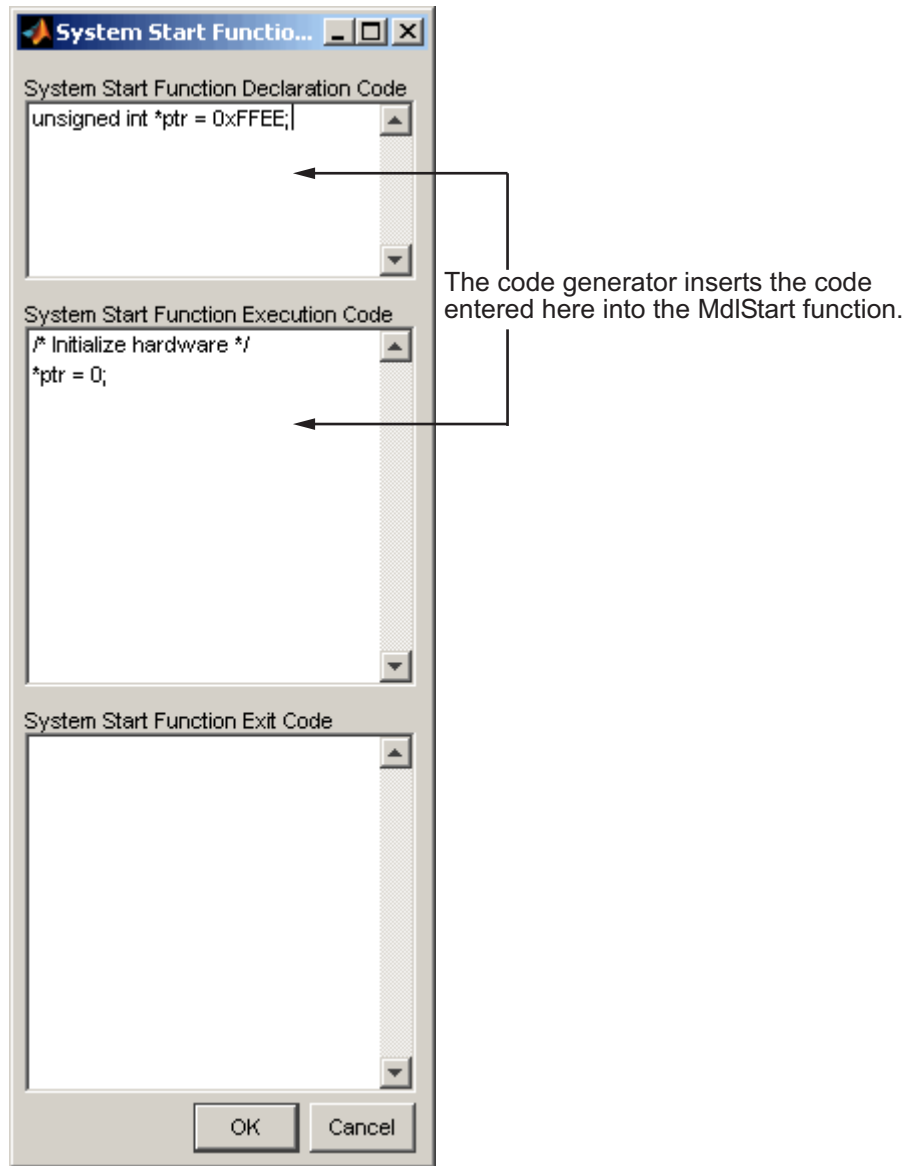 System Start Functio...
System Start Function Declaration Code
unsigned int *ptr = 0xFFEE;
The code generator inserts the code
entered here into the MdlStart function.
System Start Function Execution Code
/* Initialize hardware */
*ptr = 0;
System Start Function Exit Code
OK
Cancel